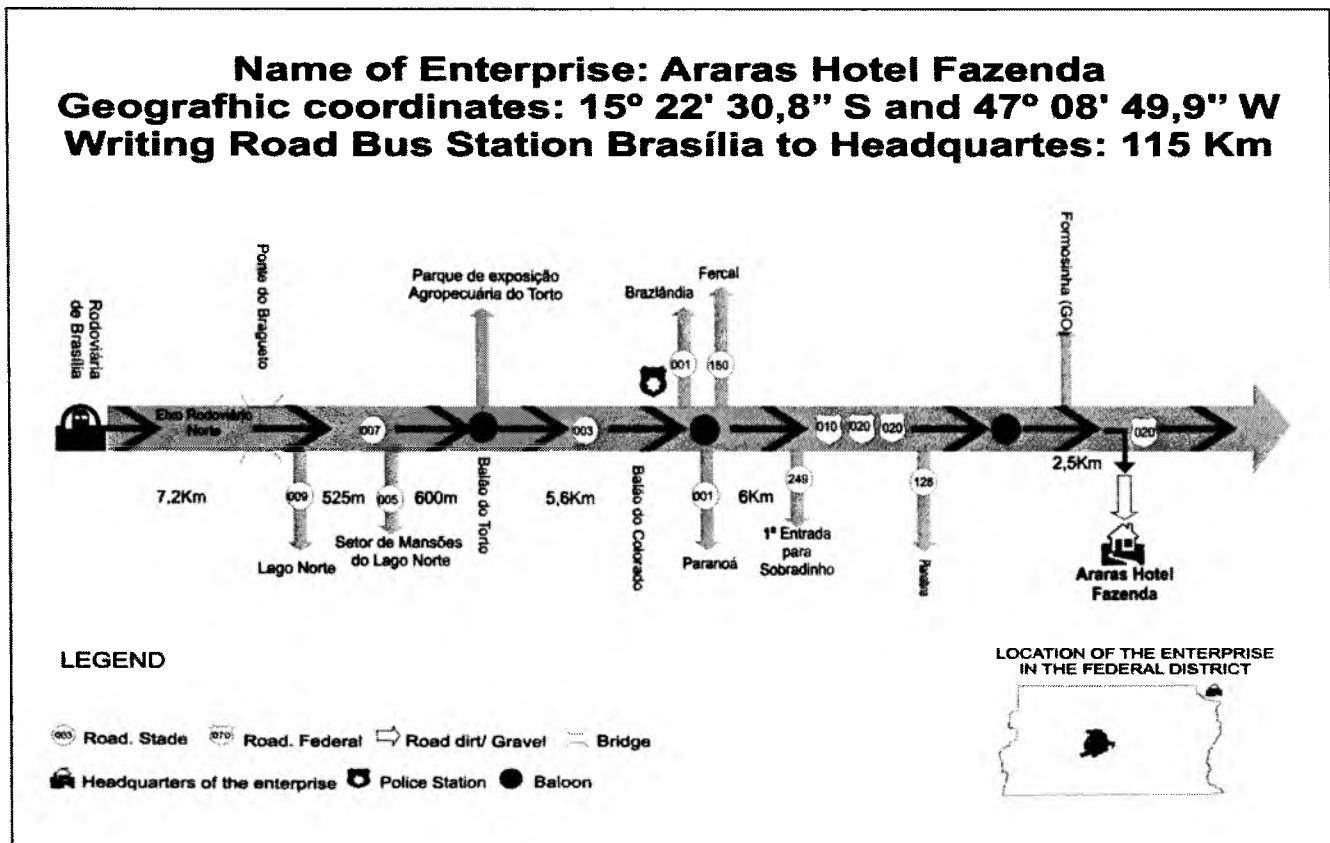 Name of Enterprise: Araras Hotel Fazenda
Geografhic coordinates: 15º 22' 30,8" S and 47º 08' 49,9" W
Writing Road Bus Station Brasília to Headquartes: 115 Km
Rodoviária
de Brasília
Ponte do Bragueto
Parque de exposição
Agropecuária do Torto
Brazlândia
Fercal
Formosinha (GO)
001
150
Eixo Rodoviário
Norte
007
003
010
020
020
020
7,2Km
009
525m
005
600m
Balão do Torto
5,6Km
Balão do Colorado
001
6Km
249
128
2,5Km
Lago Norte
Setor de Mansões
do Lago Norte
Paranoá
1ª Entrada
para
Sobradinho
Araras Hotel
Fazenda
LEGEND
LOCATION OF THE ENTERPRISE
IN THE FEDERAL DISTRICT
003 Road. Stade
070 Road. Federal
Road dirt/ Gravel
Bridge
Headquarters of the enterprise
Police Station
Baloon